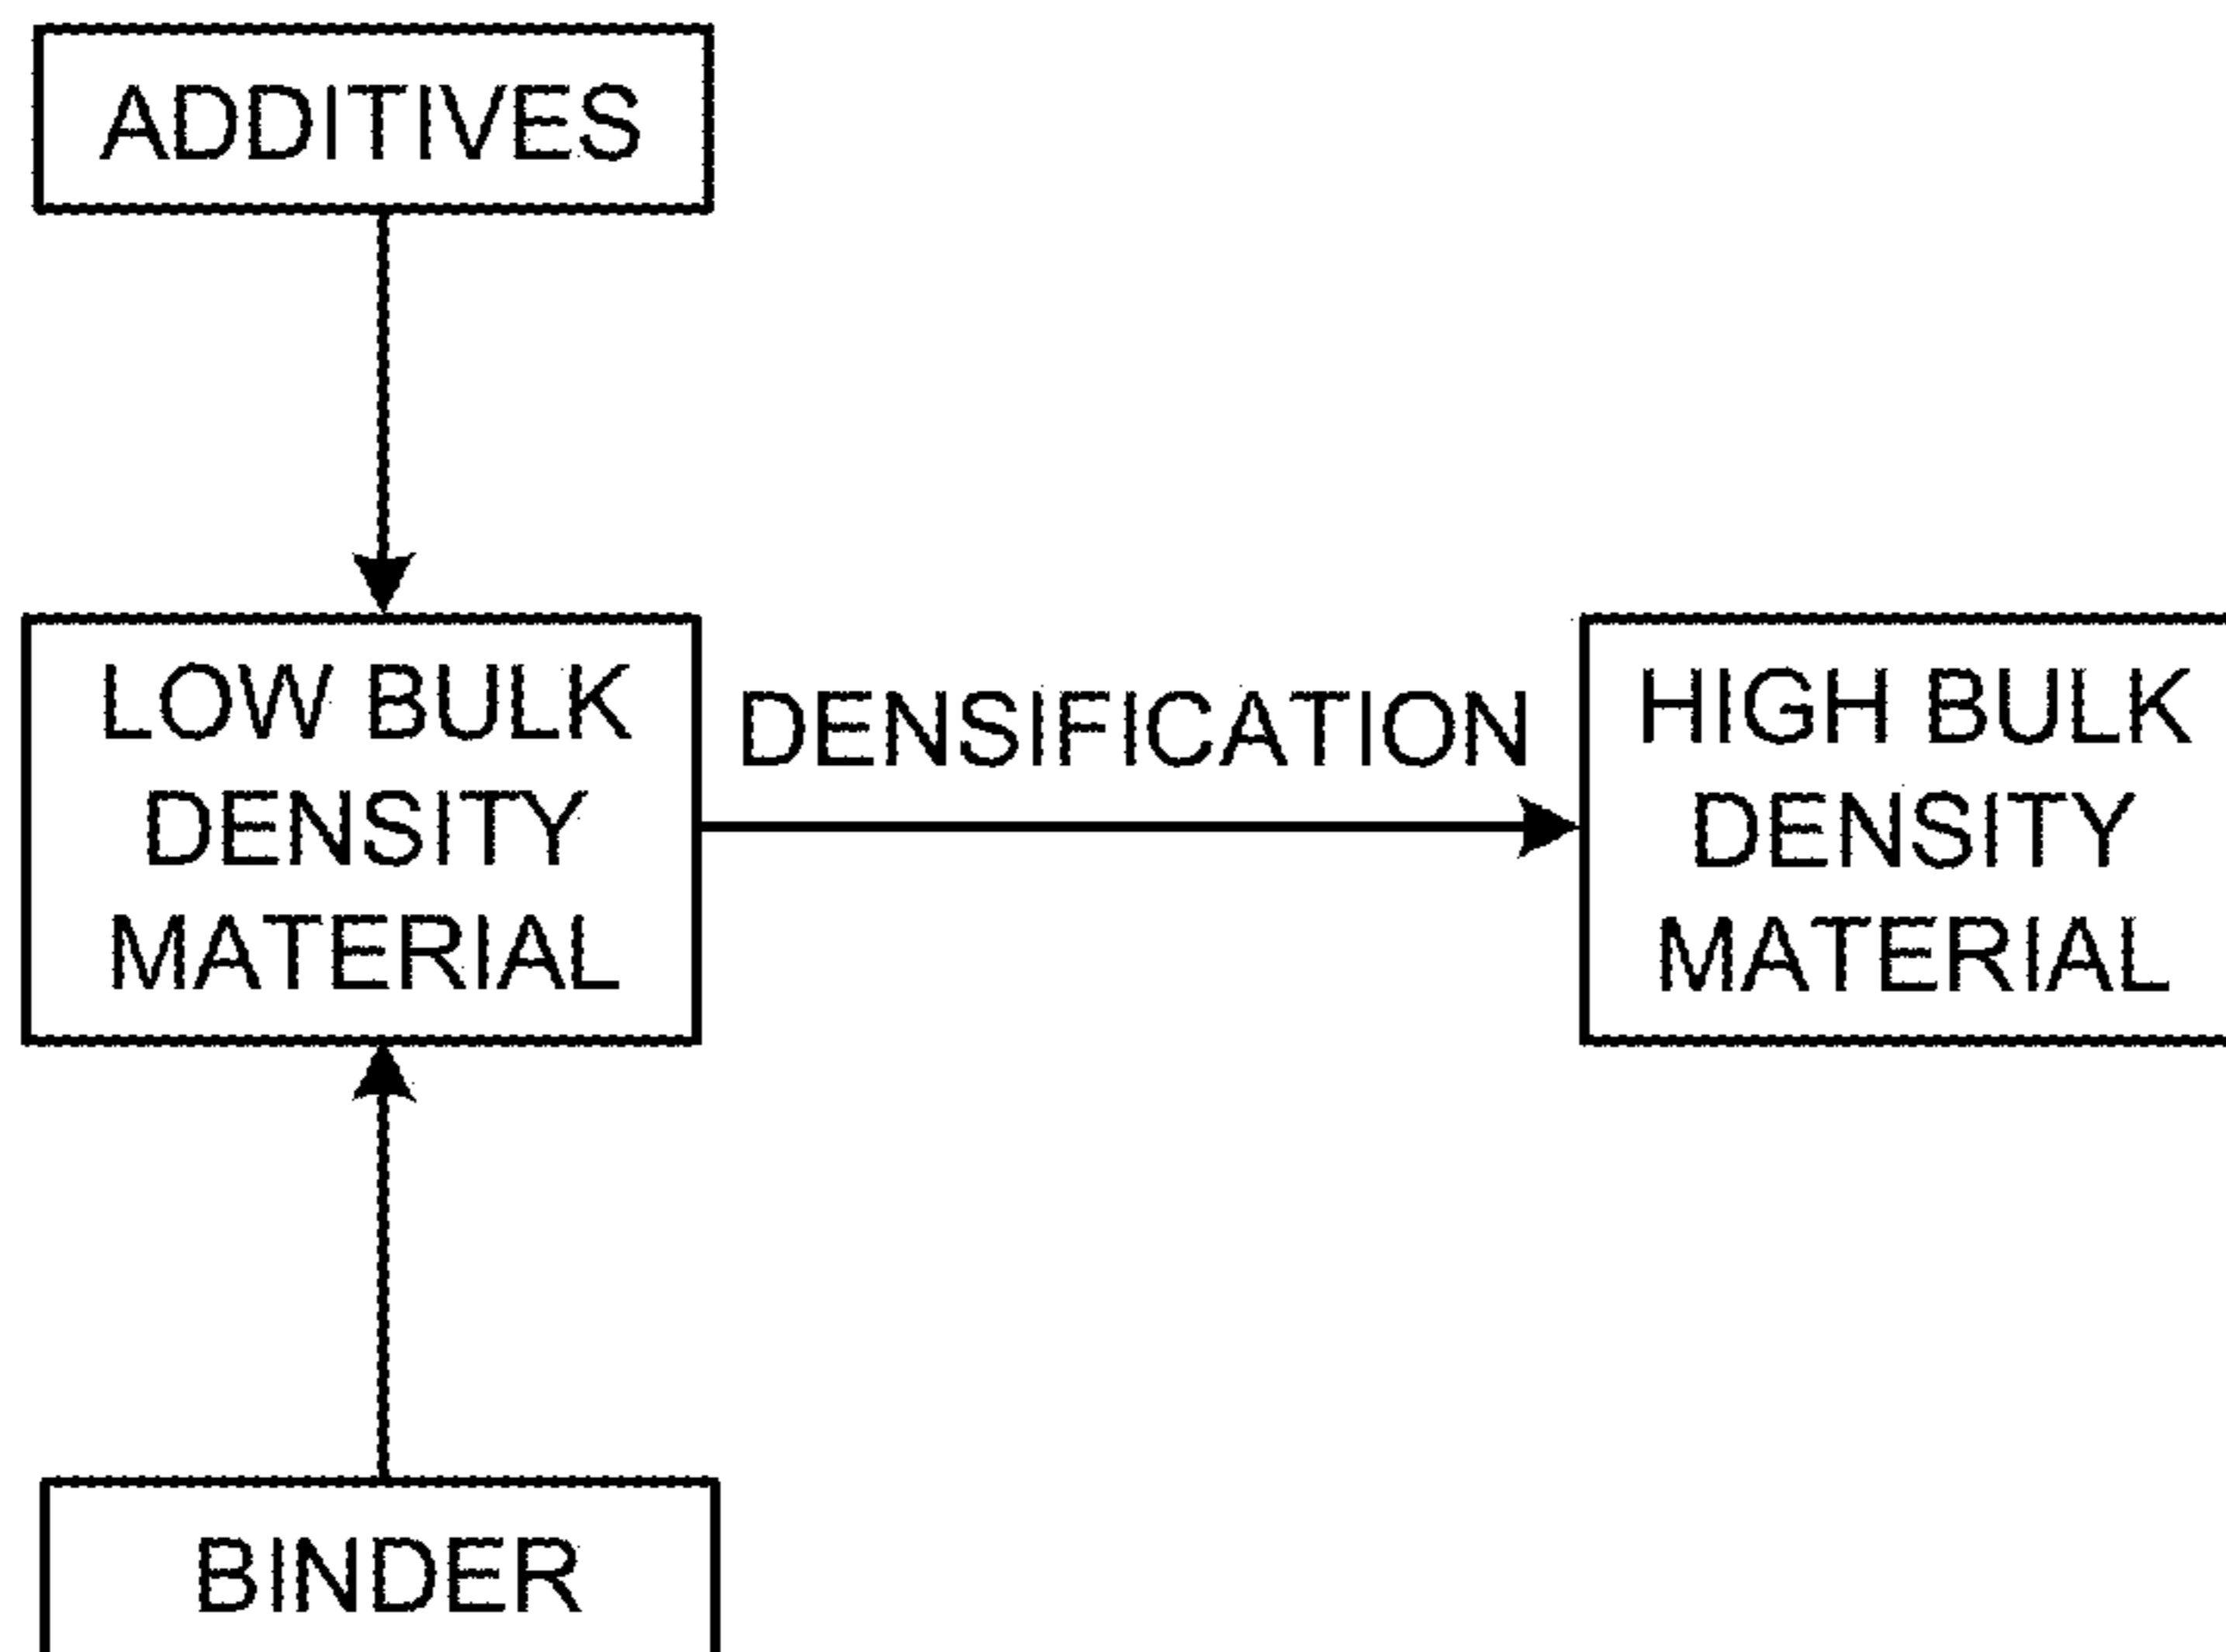 ADDITIVES
LOW BULK
DENSITY
MATERIAL
DENSIFICATION
HIGH BULK
DENSITY
MATERIAL
BINDER